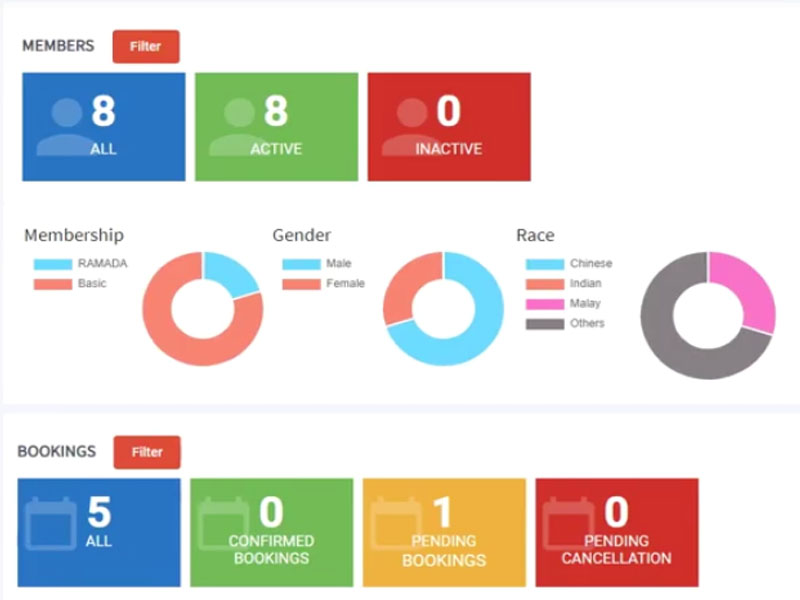 MEMBERS Filter
8 8 0
ALL ACTIVE INACTIVE
Membership Gender Race
RAMADA Male Chinese
Basic Female Indian
Malay
Others
BOOKINGS Filter
5 0 1 0
ALL CONFIRMED PENDING PENDING
BOOKINGS BOOKINGS CANCELLATION